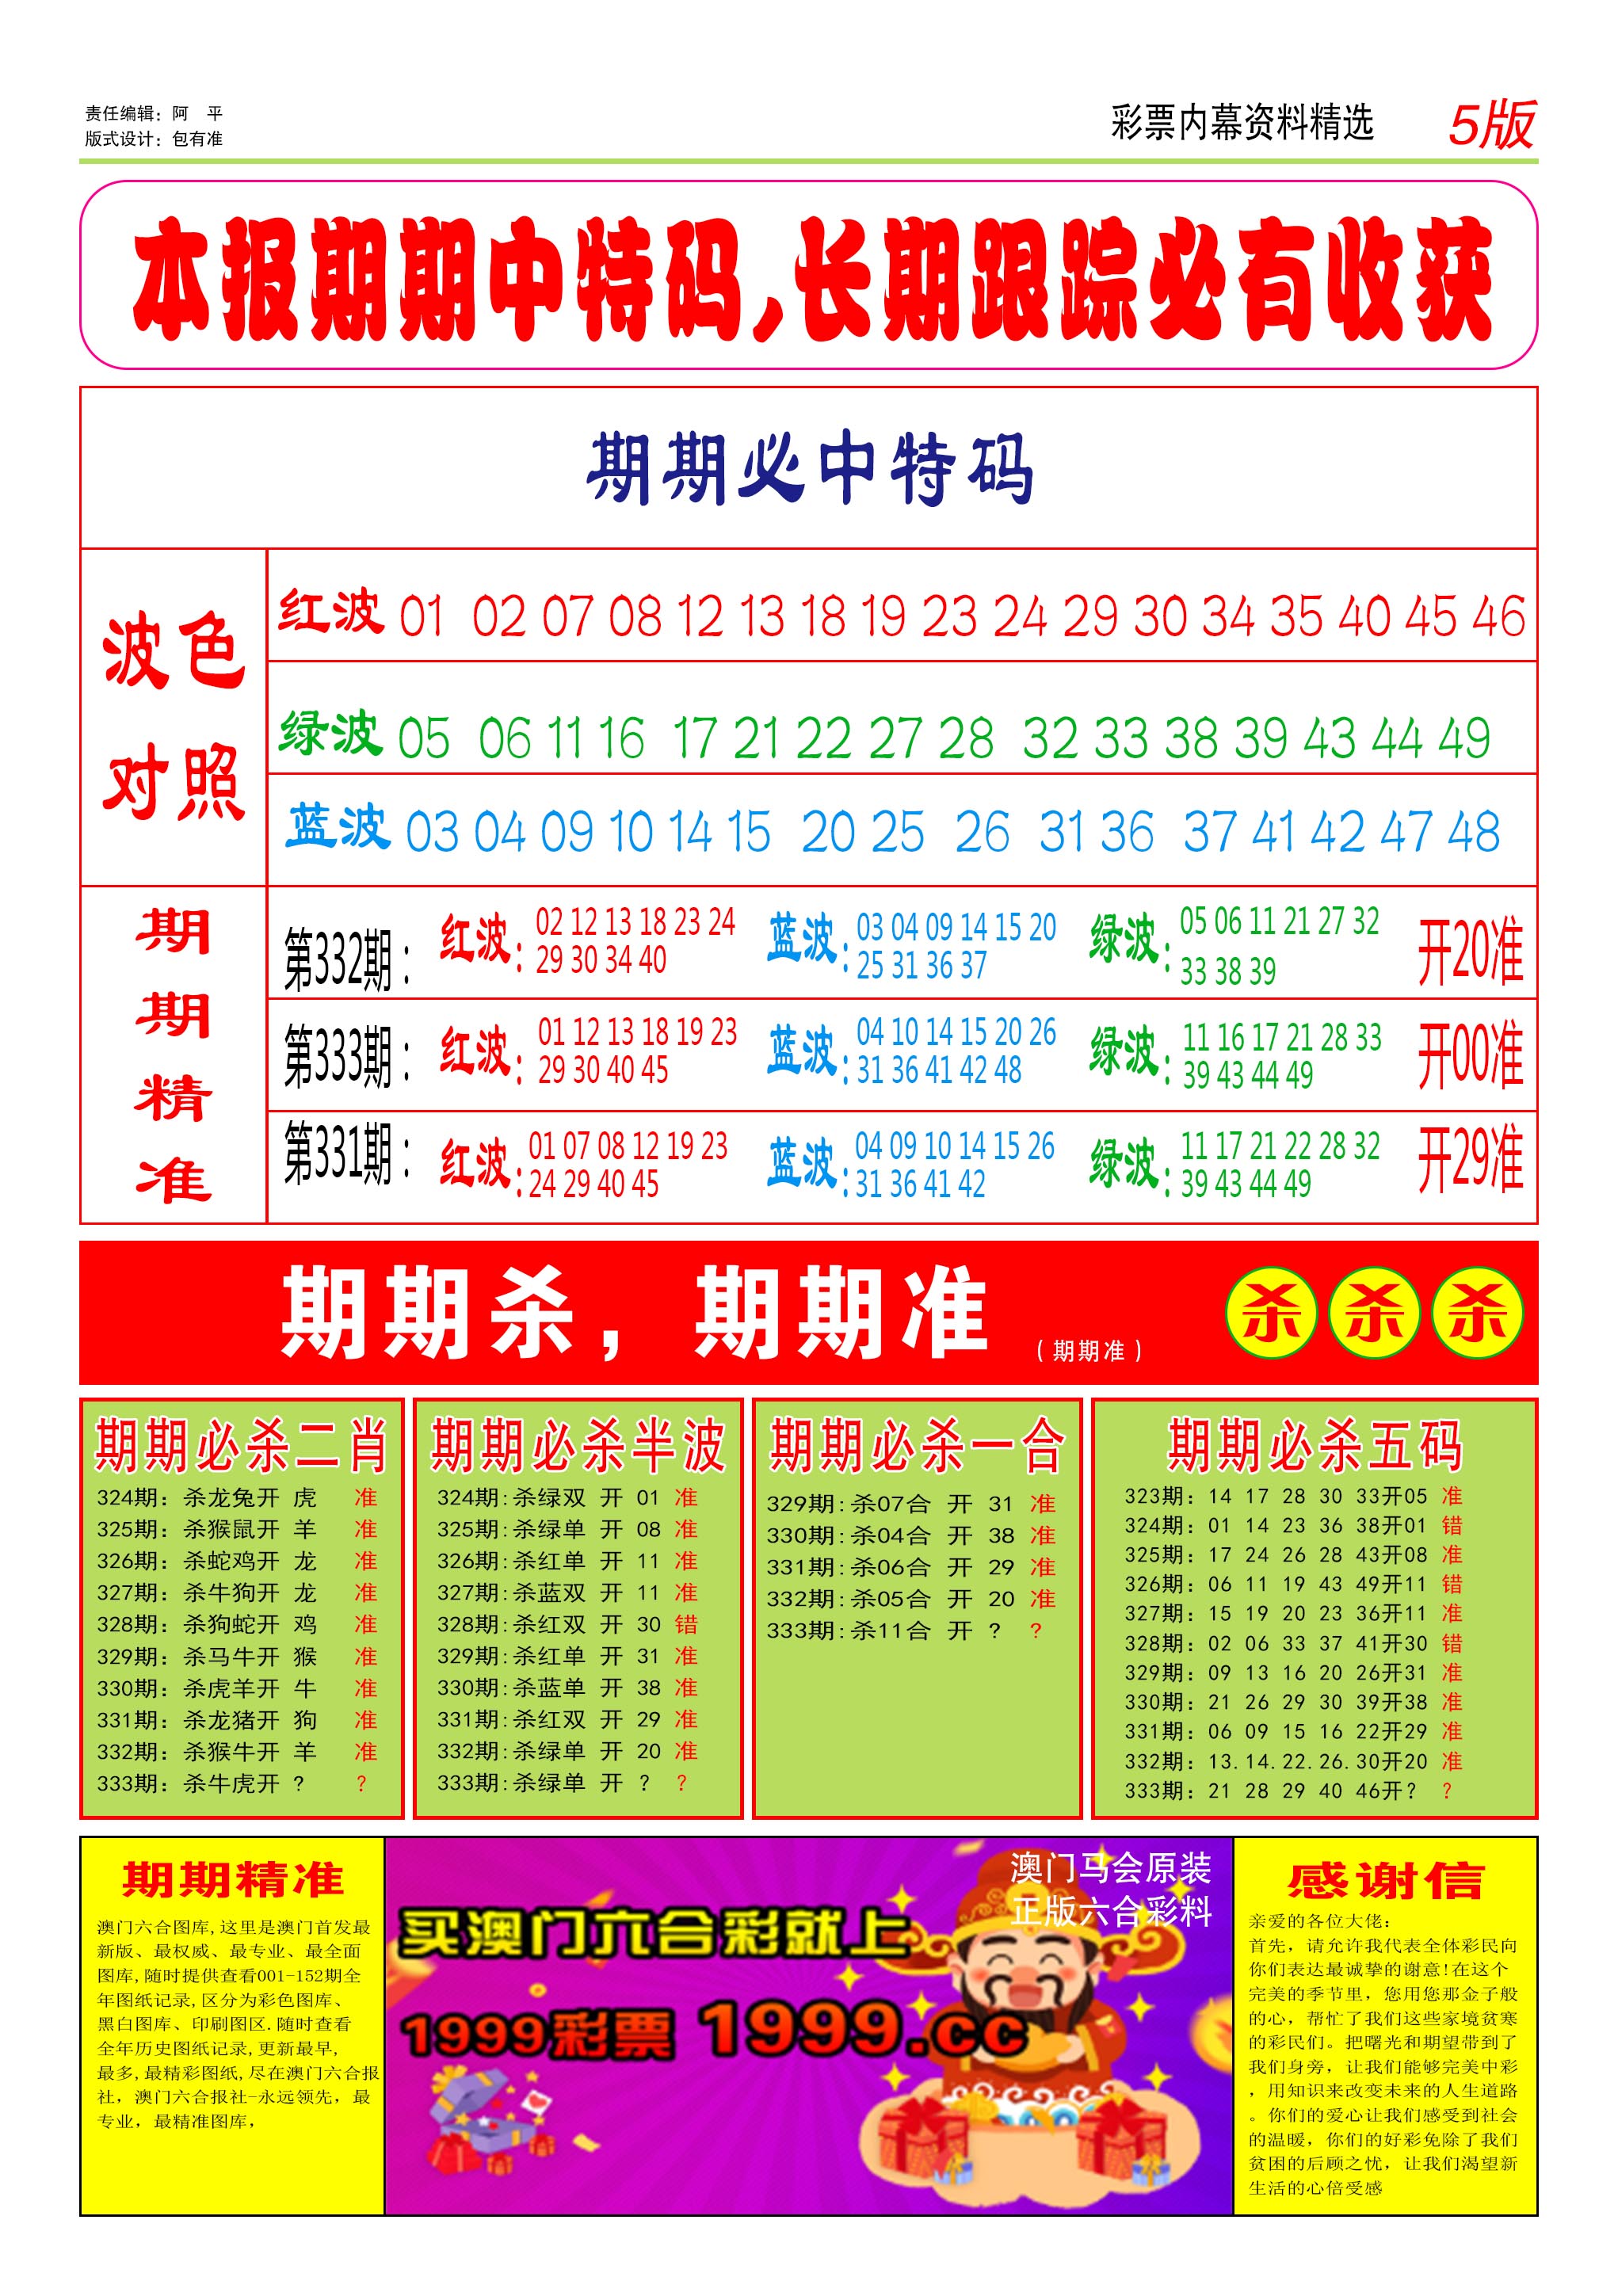 责任编辑：阿　平
版式设计：包有准
彩票内幕资料精选
5版
本报期期中特码,长期跟踪必有收获
期期必中特码
波色
对照
红波 01 02 07 08 12 13 18 19 23 24 29 30 34 35 40 45 46
绿波 05 06 11 16 17 21 22 27 28 32 33 38 39 43 44 49
蓝波 03 04 09 10 14 15 20 25 26 31 36 37 41 42 47 48
期
期
精
准
第332期：
红波：
02 12 13 18 23 24
29 30 34 40
蓝波：
03 04 09 14 15 20
25 31 36 37
绿波：
05 06 11 21 27 32
33 38 39
开20准
第333期：
红波：
01 12 13 18 19 23
29 30 40 45
蓝波：
04 10 14 15 20 26
31 36 41 42 48
绿波：
11 16 17 21 28 33
39 43 44 49
开00准
第331期：
红波：
01 07 08 12 19 23
24 29 40 45
蓝波：
04 09 10 14 15 26
31 36 41 42
绿波：
11 17 21 22 28 32
39 43 44 49
开29准
期期杀，期期准
（期期准）
杀 杀 杀
期期必杀二肖
324期：杀龙兔开 虎 准
325期：杀猴鼠开 羊 准
326期：杀蛇鸡开 龙 准
327期：杀牛狗开 龙 准
328期：杀狗蛇开 鸡 准
329期：杀马牛开 猴 准
330期：杀虎羊开 牛 准
331期：杀龙猪开 狗 准
332期：杀猴牛开 羊 准
333期：杀牛虎开 ? ?
期期必杀半波
324期:杀绿双 开 01 准
325期:杀绿单 开 08 准
326期:杀红单 开 11 准
327期:杀蓝双 开 11 准
328期:杀红双 开 30 错
329期:杀红单 开 31 准
330期:杀蓝单 开 38 准
331期:杀红双 开 29 准
332期:杀绿单 开 20 准
333期:杀绿单 开 ? ?
期期必杀一合
329期:杀07合 开 31 准
330期:杀04合 开 38 准
331期:杀06合 开 29 准
332期:杀05合 开 20 准
333期:杀11合 开 ? ?
期期必杀五码
323期：14 17 28 30 33开05 准
324期：01 14 23 36 38开01 错
325期：17 24 26 28 43开08 准
326期：06 11 19 43 49开11 错
327期：15 19 20 23 36开11 准
328期：02 06 33 37 41开30 错
329期：09 13 16 20 26开31 准
330期：21 26 29 30 39开38 准
331期：06 09 15 16 22开29 准
332期：13.14.22.26.30开20 准
333期：21 28 29 40 46开? ?
期期精准
澳门六合图库,这里是澳门首发最
新版、最权威、最专业、最全面
图库,随时提供查看001-152期全
年图纸记录,区分为彩色图库、
黑白图库、印刷图区.随时查看
全年历史图纸记录,更新最早,
最多,最精彩图纸,尽在澳门六合报
社，澳门六合报社-永远领先，最
专业，最精准图库，
澳门马会原装
正版六合彩料
买澳门六合彩就上
1999彩票 1999.cc
感谢信
亲爱的各位大佬：
首先，请允许我代表全体彩民向
你们表达最诚挚的谢意!在这个
完美的季节里，您用您那金子般
的心，帮忙了我们这些家境贫寒
的彩民们。把曙光和期望带到了
我们身旁，让我们能够完美中彩
，用知识来改变未来的人生道路
。你们的爱心让我们感受到社会
的温暖，你们的好彩免除了我们
贫困的后顾之忧，让我们渴望新
生活的心倍受感